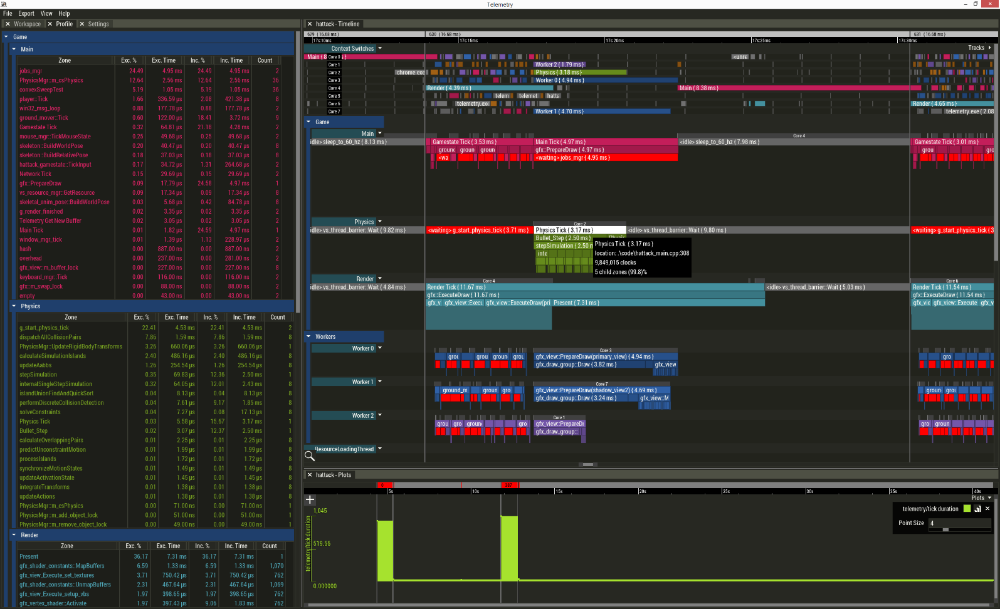 Telemetry
File Export View Help
Workspace Profile Settings
Game
Main
Zone Exc. % Exc. Time Inc. % Inc. Time Count
jobs_mgr 24.49 4.95 ms 24.49 4.95 ms 2
PhysicsMgr::m_csPhysics 12.64 2.56 ms 12.64 2.56 ms 36
convexSweepTest 5.19 1.05 ms 5.19 1.05 ms 36
player::Tick 1.66 336.59 µs 2.08 421.38 µs 8
win32_msg_loop 0.88 177.78 µs 0.88 177.78 µs 2
ground_mover::Tick 0.60 122.00 µs 18.41 3.72 ms 9
Gamestate Tick 0.32 64.81 µs 21.18 4.28 ms 2
mouse_mgr::TickMouseState 0.25 49.68 µs 0.25 49.68 µs 2
skeleton::BuildWorldPose 0.20 40.47 µs 0.20 40.47 µs 8
skeleton::BuildRelativePose 0.18 37.03 µs 0.18 37.03 µs 8
hattack_gamestate::TickInput 0.17 34.72 µs 1.31 264.68 µs 2
Network Tick 0.15 29.69 µs 0.15 29.69 µs 2
gfx::PrepareDraw 0.09 17.79 µs 24.58 4.97 ms 1
vs_resource_mgr::GetResource 0.09 17.34 µs 0.09 17.34 µs 8
skeletal_anim_pose::BuildWorldPose 0.03 5.68 µs 0.42 84.78 µs 8
g_render_finished 0.02 3.35 µs 0.02 3.35 µs 2
Telemetry Get New Buffer 0.02 3.05 µs 0.02 3.05 µs 2
Main Tick 0.01 1.82 µs 24.59 4.97 ms 1
window_mgr_tick 0.01 1.39 µs 1.13 228.97 µs 2
hash 0.00 887.00 ns 0.00 887.00 ns 8
overhead 0.00 237.00 ns 0.00 281.00 ns 2
gfx_view::m_buffer_lock 0.00 227.00 ns 0.00 227.00 ns 8
keyboard_mgr::Tick 0.00 116.00 ns 0.00 116.00 ns 2
gfx::m_swap_lock 0.00 88.00 ns 0.00 88.00 ns 2
empty 0.00 43.00 ns 0.00 43.00 ns 2
Physics
Zone Exc. % Exc. Time Inc. % Inc. Time Count
g_start_physics_tick 22.41 4.53 ms 22.41 4.53 ms 2
dispatchAllCollisionPairs 7.86 1.59 ms 7.86 1.59 ms 8
PhysicsMgr::UpdateRigidBodyTransforms 3.26 660.06 µs 3.26 660.06 µs 1
calculateSimulationIslands 2.40 486.16 µs 2.40 486.16 µs 8
updateAabbs 1.26 254.54 µs 1.26 254.54 µs 8
stepSimulation 0.35 69.83 µs 12.36 2.50 ms 1
internalSingleStepSimulation 0.32 64.05 µs 12.01 2.43 ms 8
islandUnionFindAndQuickSort 0.04 8.13 µs 0.04 8.13 µs 8
performDiscreteCollisionDetection 0.04 7.61 µs 9.17 1.85 ms 8
solveConstraints 0.04 7.27 µs 0.08 17.13 µs 8
Physics Tick 0.03 5.58 µs 15.67 3.17 ms 1
Bullet_Step 0.02 3.07 µs 12.37 2.50 ms 1
calculateOverlappingPairs 0.01 2.25 µs 0.01 2.25 µs 8
predictUnconstraintMotion 0.01 1.99 µs 0.01 1.99 µs 8
processIslands 0.01 1.72 µs 0.01 1.72 µs 8
synchronizeMotionStates 0.01 1.49 µs 0.01 1.49 µs 8
updateActivationState 0.01 1.48 µs 0.01 1.48 µs 8
integrateTransforms 0.01 1.38 µs 0.01 1.38 µs 8
updateActions 0.01 1.38 µs 0.01 1.38 µs 8
PhysicsMgr::m_csPhysics 0.00 71.00 ns 0.00 71.00 ns 1
PhysicsMgr::m_add_object_lock 0.00 51.00 ns 0.00 51.00 ns 1
PhysicsMgr::m_remove_object_lock 0.00 49.00 ns 0.00 49.00 ns 1
Render
Zone Exc. % Exc. Time Inc. % Inc. Time Count
Present 36.17 7.31 ms 36.17 7.31 ms 1
gfx_shader_constants::MapBuffers 6.59 1.33 ms 6.59 1.33 ms 1,070
gfx_view_Execute_set_textures 3.71 750.42 µs 3.71 750.42 µs 762
gfx_shader_constants::UnmapBuffers 2.31 467.64 µs 2.31 467.64 µs 1,069
gfx_view_Execute_setup_vbs 1.97 398.65 µs 1.97 398.65 µs 762
gfx_vertex_shader::Activate 1.97 397.43 µs 9.06 1.83 ms 762
hattack - Timeline
629 {16.68 ms} 630 {16.68 ms} 631 {16.68 ms}
17s:10ms 17s:15ms 17s:20ms 17s:25ms 17s:30ms
Context Switches Tracks
Main {8 Core 0 s} <unre
Core 1 Worker 2 {1.79 ms}
Core 2 chrome.exe Physics {3.18 ms}
Core 3 Worker 0 {4.94 ms}
Core 4 Render {4.39 ms} Main {8.38 ms}
Core 5 telem telemet hatta
Core 6 telemetry.exe Render {4.65 ms}
Core 7 Worker 1 {4.70 ms} telemetry.exe {2.08
Game
Main Core 4
idle> sleep_to_60_hz {8.13 ms} Gamestate Tick {3.53 ms} Main Tick {4.97 ms} <idle> sleep_to_60_hz {7.98 ms} Gamestate Tick {3.01 ms}
ground groun groun gfx::PrepareDraw {4.97 ms} grou gro
<wa <waiting> jobs_mgr {4.95 ms}
Physics Core 2
idle> vs_thread_barrier::Wait {9.82 ms} <waiting> g_start_physics_tick {3.71 ms} Physics Tick {3.17 ms} <idle> vs_thread_barrier::Wait {9.80 ms} <waiting> g_start_physics_tick {3
Bullet_Step {2.50 ms} Physic
stepSimulation {2.50 n
inte
Physics Tick {3.17 ms}
location: .\code\hattack_main.cpp:308
9,849,015 clocks
5 child zones (99.8)%
Render Core 4 Core 6
idle> vs_thread_barrier::Wait {4.84 ms} Render Tick {11.67 ms} <idle> vs_thread_barrier::Wait {5.03 ms} Render Tick {11.54 ms}
gfx::ExecuteDraw {11.67 ms} gfx::ExecuteDraw {11.54 ms}
gfx_v gfx_view::Execu gfx_view::ExecuteDraw(pri Present {7.31 ms} gfx_vie gfx_view::Execute gfx_v
Workers
Worker 0 Core 3
grou grou groun grou gfx_view::PrepareDraw(primary_view) {4.94 ms} gro
gfx_draw_group::Draw {3.82 ms} gfx_view
Worker 1 Core 7
ground_m groun gro gfx_view::PrepareDraw(shadow_view2) {4.69 ms} groun grou
gfx_draw_group::Draw {3.24 ms} gfx_view::M
Worker 2 Core 1
grou gro groun gro gfx_view::PrepareDr gro groun
gfx_draw_group::
ResourceLoadingThread
hattack - Plots
0 387
5s 10s 15s 20s 25s 30s 35s 40s
Plots
telemetry/tick duration
Point Size 4
telemetry/tick duration
1,045
519.66
0.000000